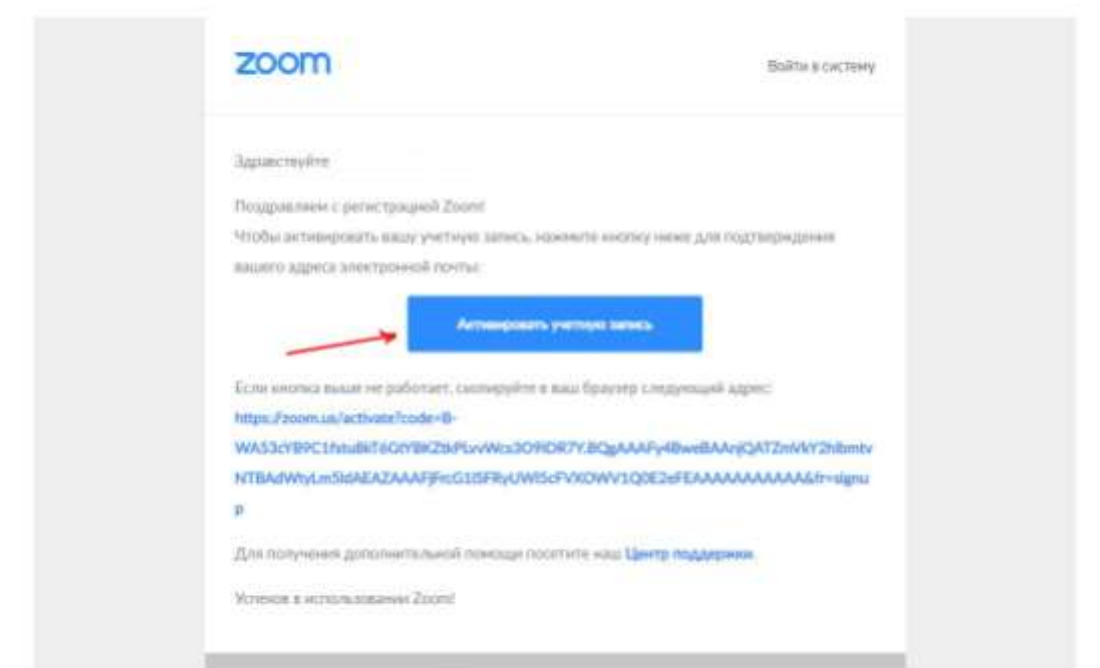 zoom
Войти в систему
Здравствуйте
Поздравляем с регистрацией Zoom!
Чтобы активировать вашу учетную запись, нажмите кнопку ниже для подтверждения
вашего адреса электронной почты:
Активировать учетную запись
Если кнопка выше не работает, скопируйте в ваш браузер следующий адрес:
https://zoom.us/activate?code=8-
Для получения дополнительной помощи посетите наш Центр поддержки.
Успехов в использовании Zoom!